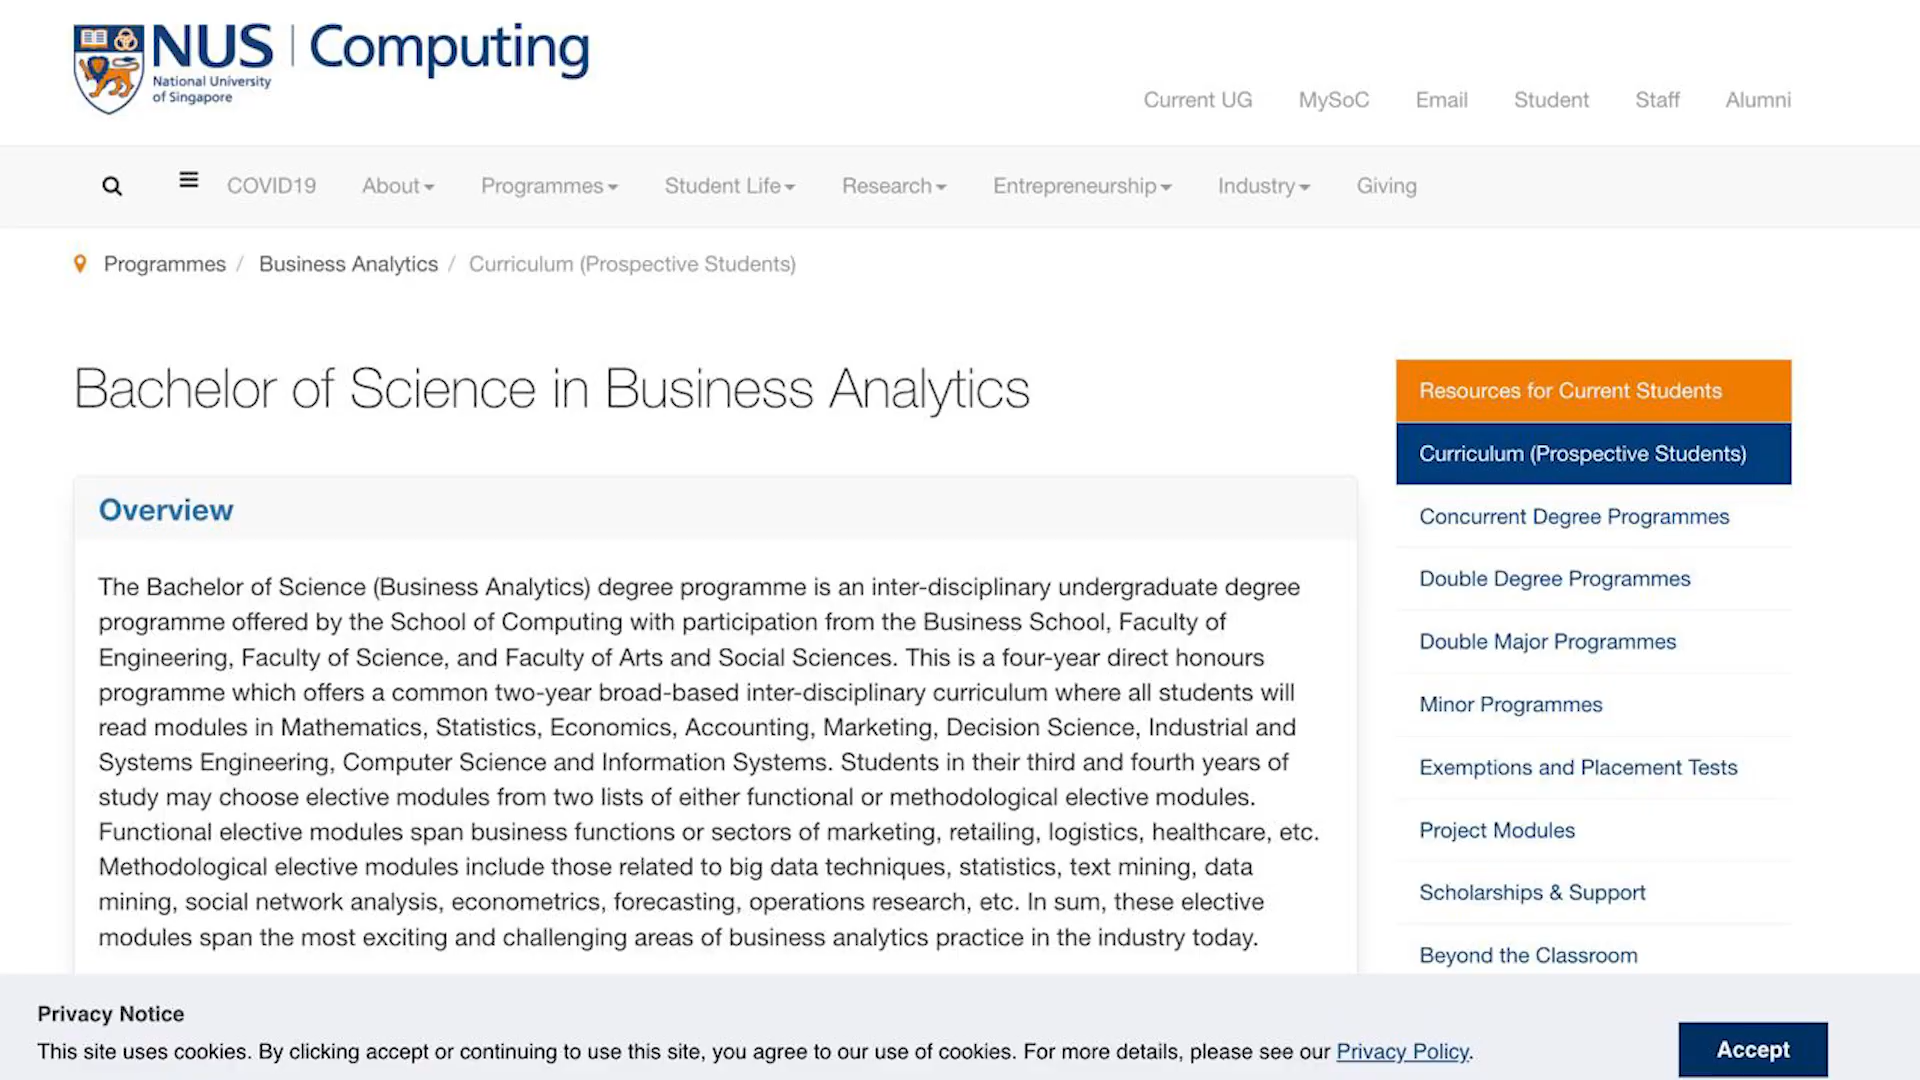 NUS | Computing
National University
of Singapore
Current UG MySoC Email Student Staff Alumni
COVID19 About Programmes Student Life Research Entrepreneurship Industry Giving
Programmes / Business Analytics / Curriculum (Prospective Students)
Bachelor of Science in Business Analytics
Overview
The Bachelor of Science (Business Analytics) degree programme is an inter-disciplinary undergraduate degree
programme offered by the School of Computing with participation from the Business School, Faculty of
Engineering, Faculty of Science, and Faculty of Arts and Social Sciences. This is a four-year direct honours
programme which offers a common two-year broad-based inter-disciplinary curriculum where all students will
read modules in Mathematics, Statistics, Economics, Accounting, Marketing, Decision Science, Industrial and
Systems Engineering, Computer Science and Information Systems. Students in their third and fourth years of
study may choose elective modules from two lists of either functional or methodological elective modules.
Functional elective modules span business functions or sectors of marketing, retailing, logistics, healthcare, etc.
Methodological elective modules include those related to big data techniques, statistics, text mining, data
mining, social network analysis, econometrics, forecasting, operations research, etc. In sum, these elective
modules span the most exciting and challenging areas of business analytics practice in the industry today.
Resources for Current Students
Curriculum (Prospective Students)
Concurrent Degree Programmes
Double Degree Programmes
Double Major Programmes
Minor Programmes
Exemptions and Placement Tests
Project Modules
Scholarships & Support
Beyond the Classroom
Privacy Notice
This site uses cookies. By clicking accept or continuing to use this site, you agree to our use of cookies. For more details, please see our Privacy Policy.
Accept